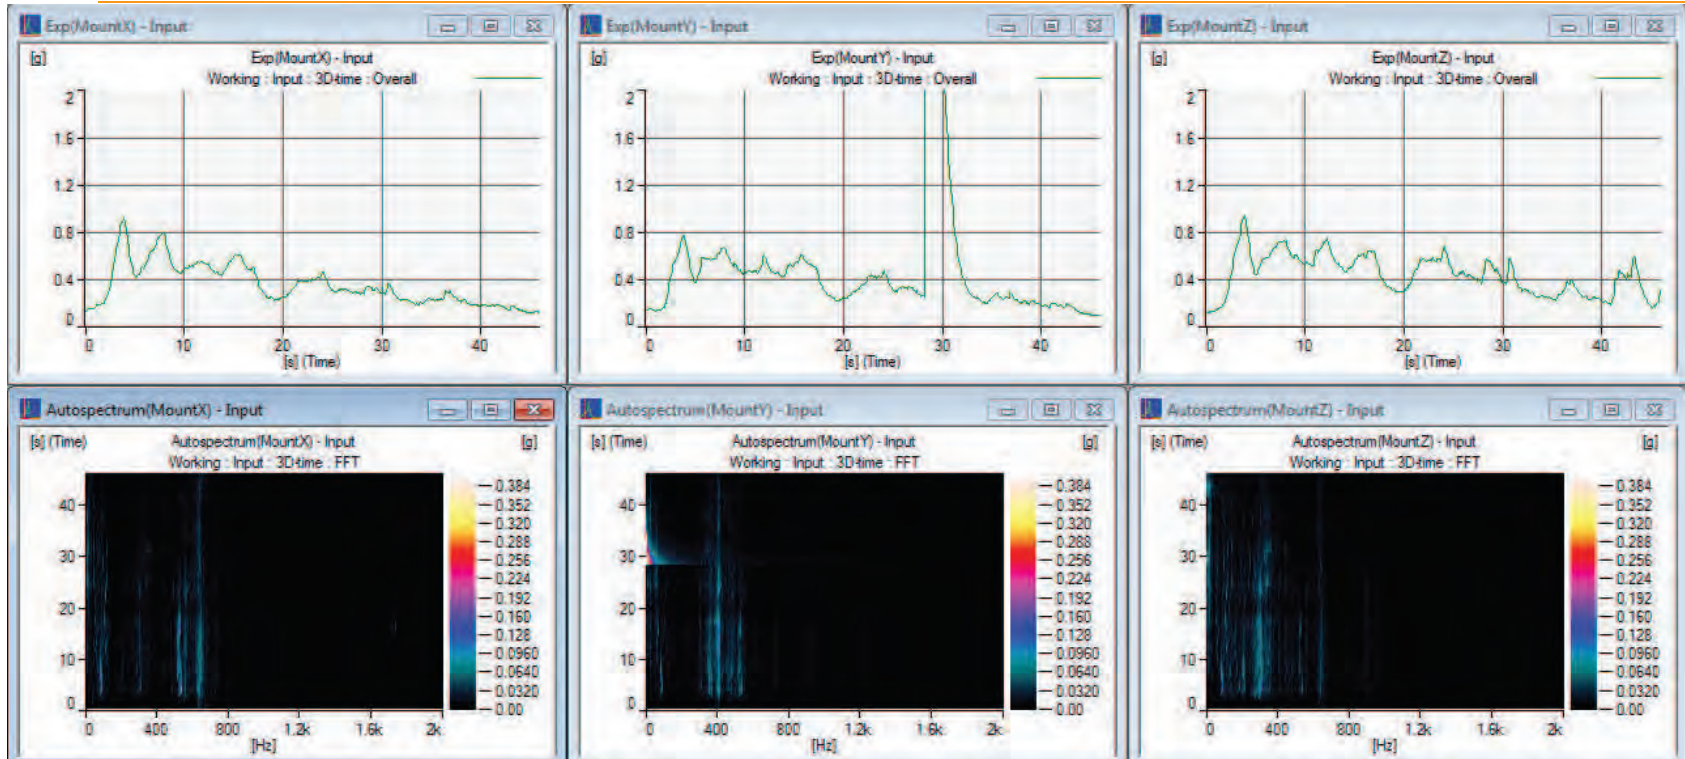 Exp(MountX) - Input
[g] Exp(MountX) - Input
Working : Input : 3D-time : Overall
2
1.6
1.2
0.8
0.4
0
0 10 20 30 40
[s] (Time)
Exp(MountY) - Input
[g] Exp(MountY) - Input
Working : Input : 3D-time : Overall
2
1.6
1.2
0.8
0.4
0
0 10 20 30 40
[s] (Time)
Exp(MountZ) - Input
[g] Exp(MountZ) - Input
Working : Input : 3D-time : Overall
2
1.6
1.2
0.8
0.4
0
0 10 20 30 40
[s] (Time)
Autospectrum(MountX) - Input
[s] (Time) Autospectrum(MountX) - Input [g]
Working : Input : 3D-time : FFT
40
30
20
10
0
0 400 800 1.2k 1.6k 2k
[Hz]
0.384
0.352
0.320
0.288
0.256
0.224
0.192
0.160
0.128
0.0960
0.0640
0.0320
0.00
Autospectrum(MountY) - Input
[s] (Time) Autospectrum(MountY) - Input [g]
Working : Input : 3D-time : FFT
40
30
20
10
0
0 400 800 1.2k 1.6k 2k
[Hz]
0.384
0.352
0.320
0.288
0.256
0.224
0.192
0.160
0.128
0.0960
0.0640
0.0320
0.00
Autospectrum(MountZ) - Input
[s] (Time) Autospectrum(MountZ) - Input [g]
Working : Input : 3D-time : FFT
40
30
20
10
0
0 400 800 1.2k 1.6k 2k
[Hz]
0.384
0.352
0.320
0.288
0.256
0.224
0.192
0.160
0.128
0.0960
0.0640
0.0320
0.00